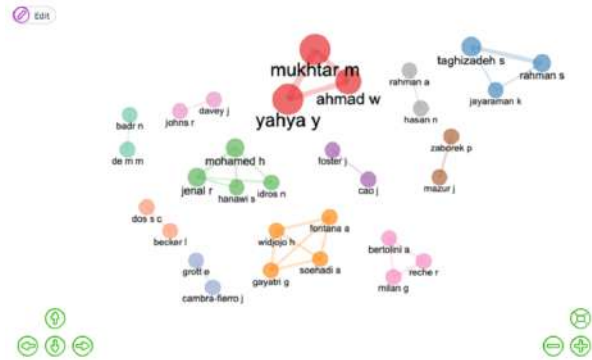 Edit
mukhtar m
ahmad w
yahya y
taghizadeh s
rahman s
jayaraman k
rahman a
hasan n
davey j
johns r
badr n
de m m
mohamed h
jenal r
hanawi s
idros n
foster j
cao j
zaborek p
mazur j
dos s c
becker l
grott e
cambra-fierro j
fontana a
widjojo h
soehadi a
gayatri g
bertolini a
reche r
milan g